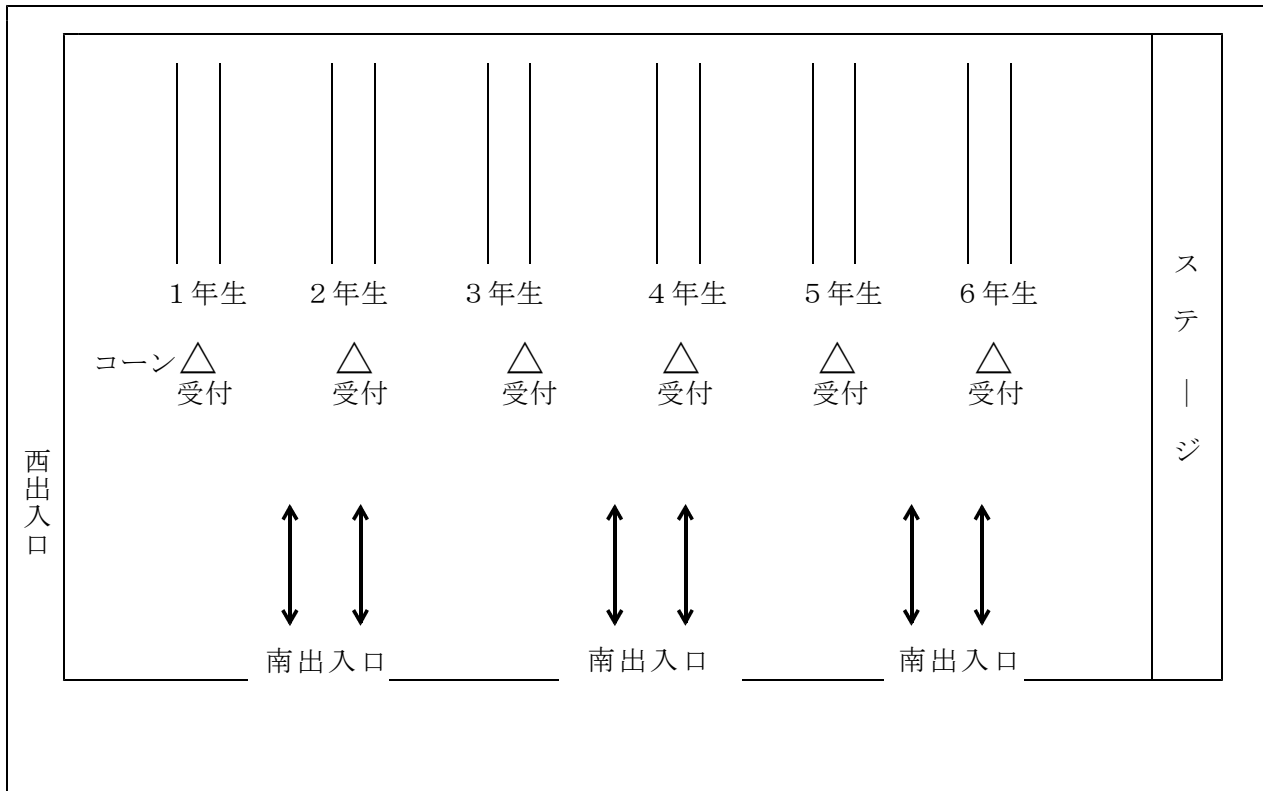 １年生 ２年生 ３年生 ４年生 ５年生 ６年生
コーン
受付 受付 受付 受付 受付 受付
ステージ
西出入口
南出入口 南出入口 南出入口